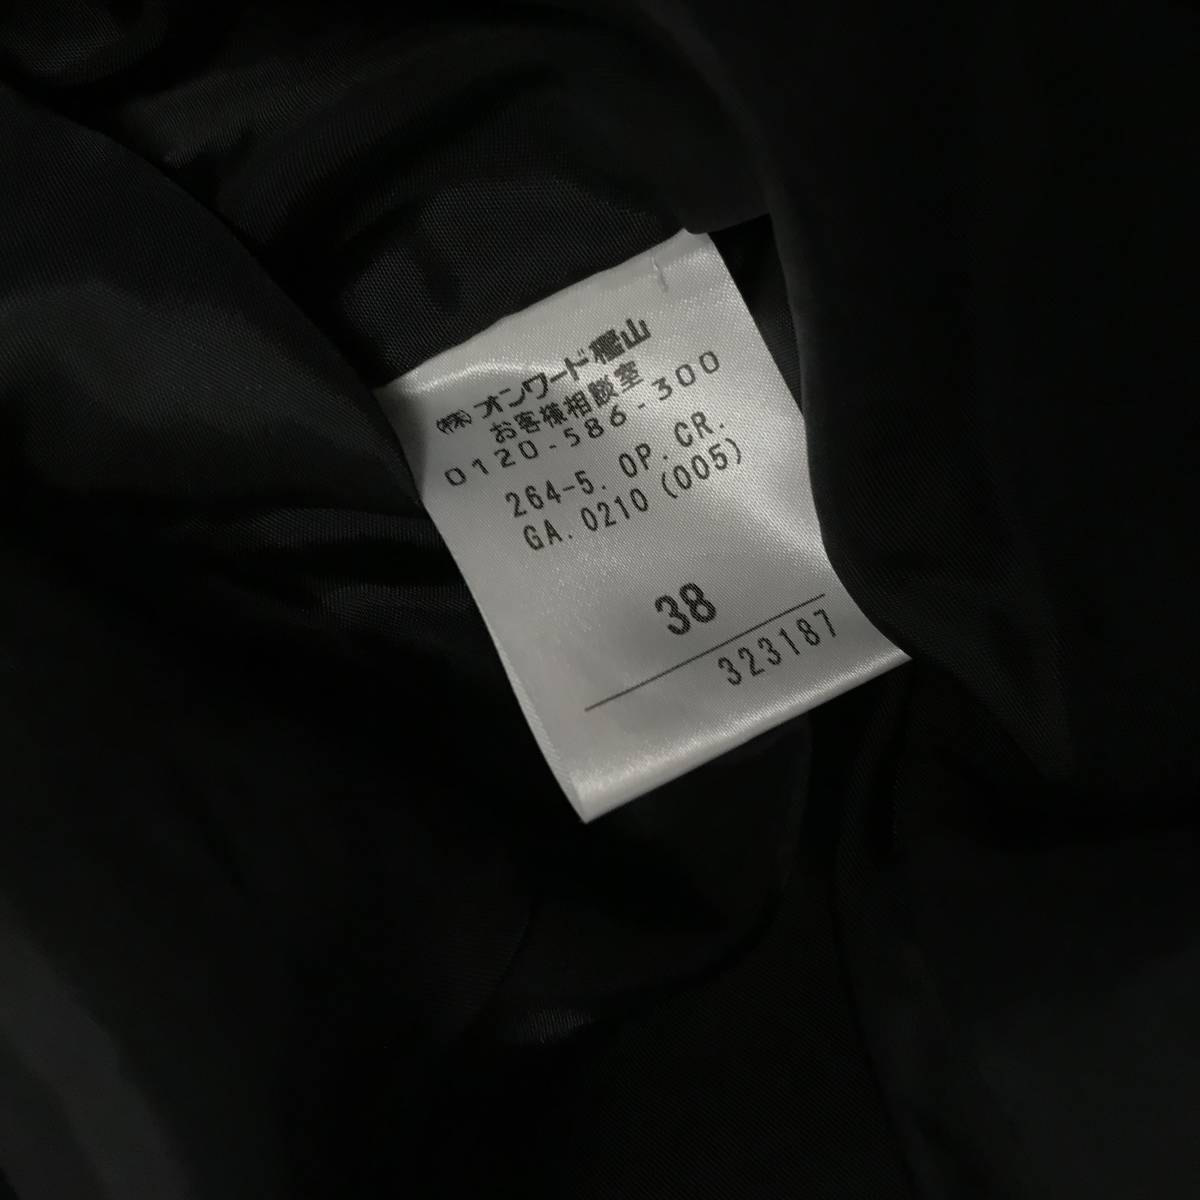 (株)オンワード樫山
お客様相談室
0120-586-300
264-5. OP.CR.
GA. 0210 (005)
38
323187